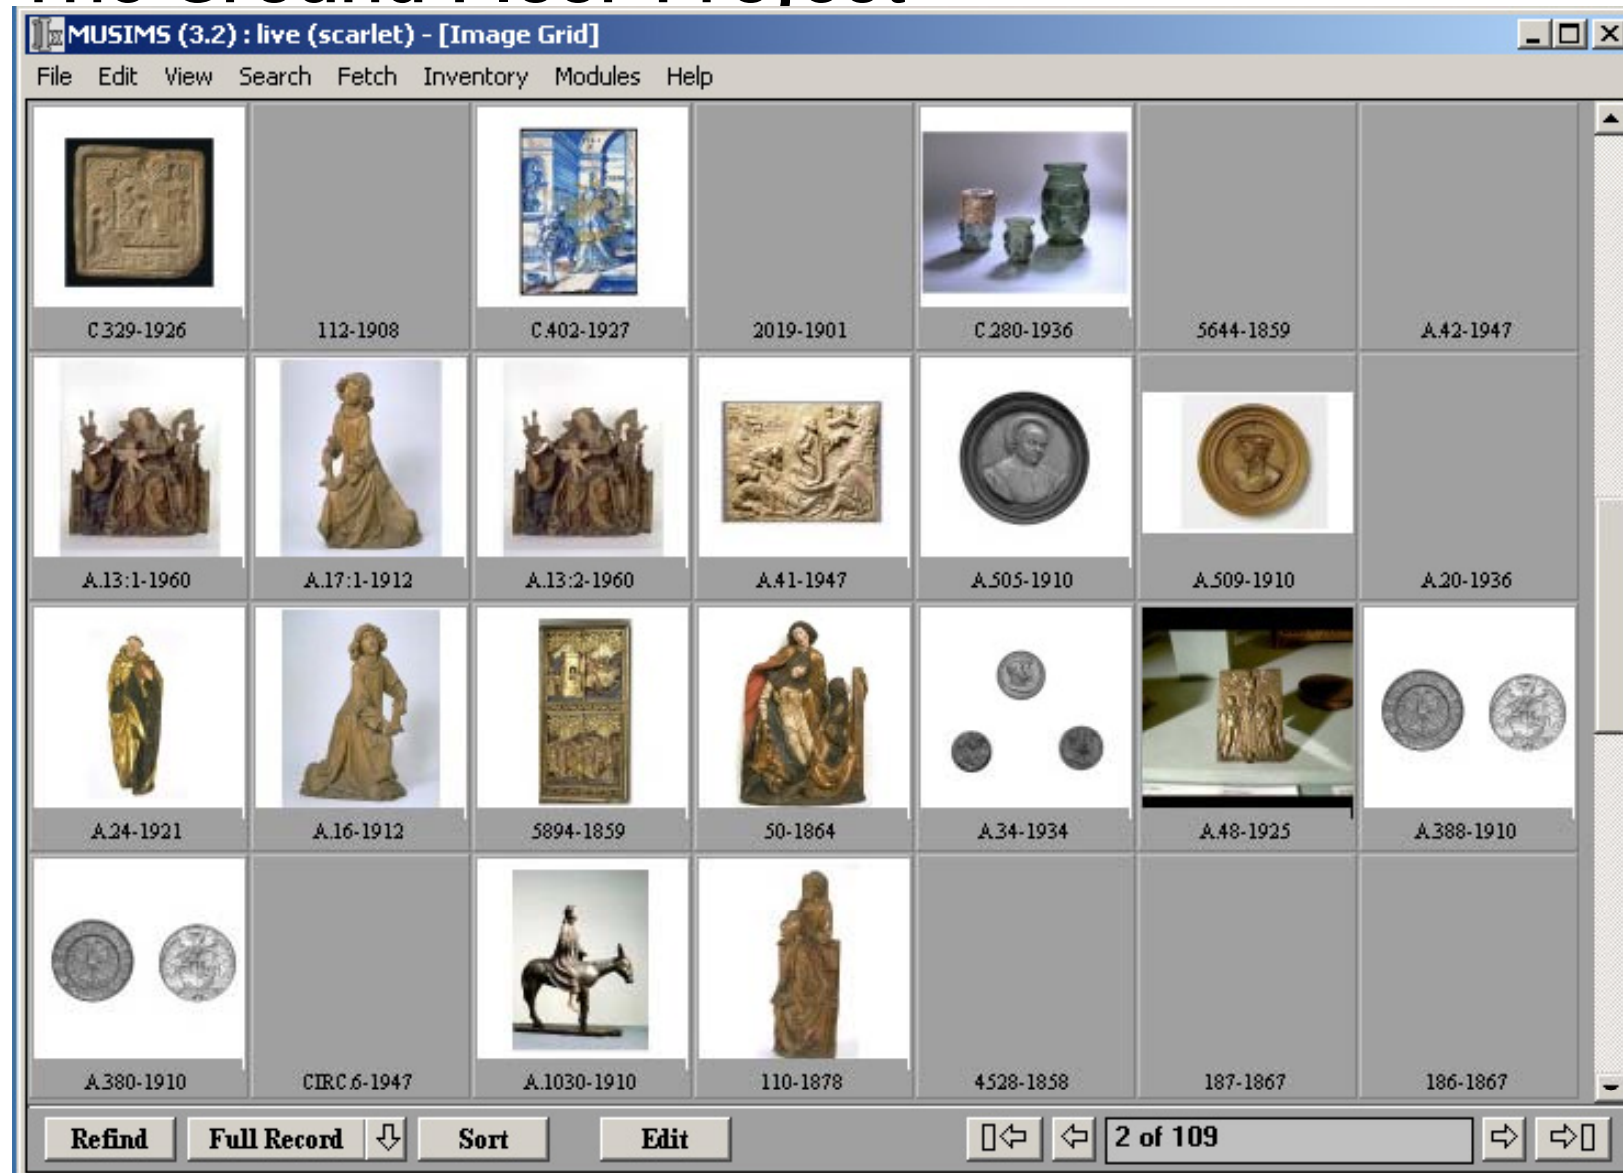 The Ground Floor Project
MUSIMS (3.2) : live (scarlet) - [Image Grid]
File Edit View Search Fetch Inventory Modules Help
C.329-1926 112-1908 C.402-1927 2019-1901 C.280-1936 5644-1859 A.42-1947
A.13:1-1960 A.17:1-1912 A.13:2-1960 A.41-1947 A.505-1910 A.509-1910 A.20-1936
A.24-1921 A.16-1912 5894-1859 50-1864 A.34-1934 A.48-1925 A.388-1910
A.380-1910 CIRC.6-1947 A.1030-1910 110-1878 4528-1858 187-1867 186-1867
Refind Full Record Sort Edit 2 of 109